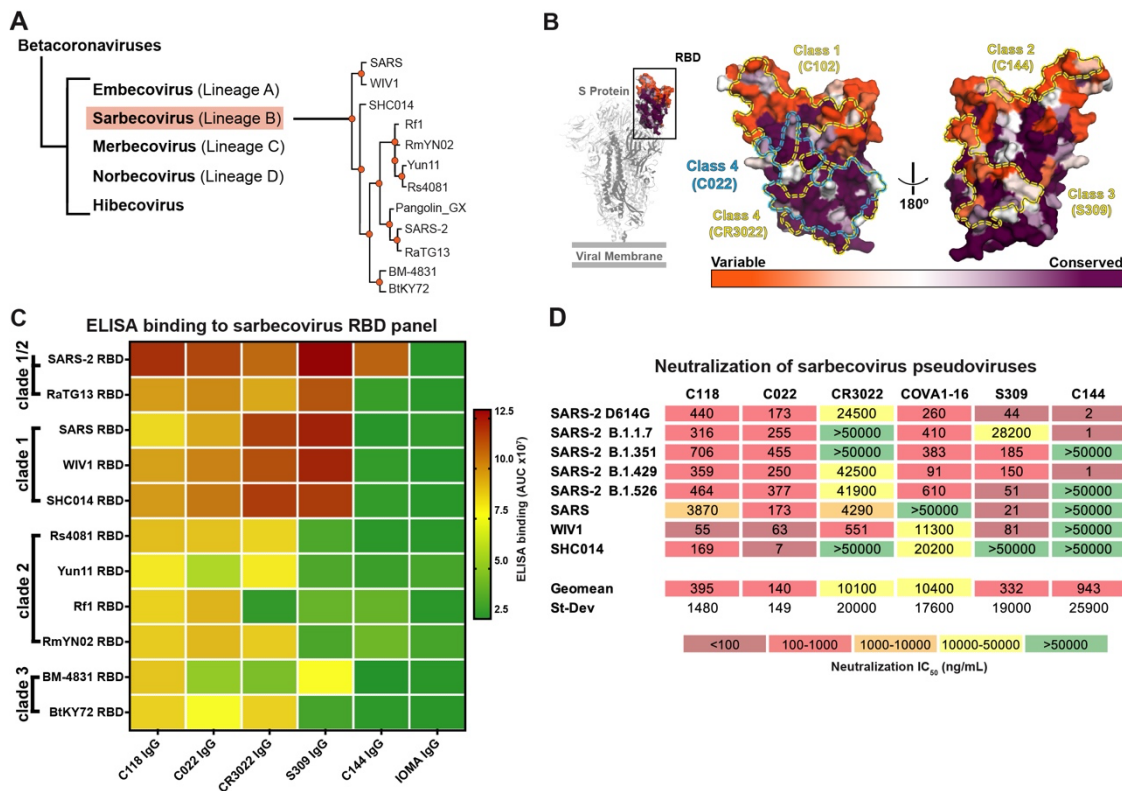 A
Betacoronaviruses
Embecovirus (Lineage A)
Sarbecovirus (Lineage B)
Merbecovirus (Lineage C)
Norbecovirus (Lineage D)
Hibecovirus
SARS
WIV1
SHC014
Rf1
RmYN02
Yun11
Rs4081
Pangolin_GX
SARS-2
RaTG13
BM-4831
BtKY72
B
RBD
S Protein
Viral Membrane
Class 1
(C102)
Class 2
(C144)
Class 4
(C022)
Class 4
(CR3022)
180º
Class 3
(S309)
Variable
Conserved
C
ELISA binding to sarbecovirus RBD panel
clade 1/2
SARS-2 RBD
RaTG13 RBD
clade 1
SARS RBD
WIV1 RBD
SHC014 RBD
clade 2
Rs4081 RBD
Yun11 RBD
Rf1 RBD
RmYN02 RBD
clade 3
BM-4831 RBD
BtKY72 RBD
C118 IgG
C022 IgG
CR3022 IgG
S309 IgG
C144 IgG
IOMA IgG
12.5
10.0
7.5
5.0
2.5
ELISA binding (AUC x10⁷)
D
Neutralization of sarbecovirus pseudoviruses
C118 C022 CR3022 COVA1-16 S309 C144
SARS-2 D614G 440 173 24500 260 44 2
SARS-2 B.1.1.7 316 255 >50000 410 28200 1
SARS-2 B.1.351 706 455 >50000 383 185 >50000
SARS-2 B.1.429 359 250 42500 91 150 1
SARS-2 B.1.526 464 377 41900 610 51 >50000
SARS 3870 173 4290 >50000 21 >50000
WIV1 55 63 551 11300 81 >50000
SHC014 169 7 >50000 20200 >50000 >50000
Geomean 395 140 10100 10400 332 943
St-Dev 1480 149 20000 17600 19000 25900
<100 100-1000 1000-10000 10000-50000 >50000
Neutralization IC₅₀ (ng/mL)